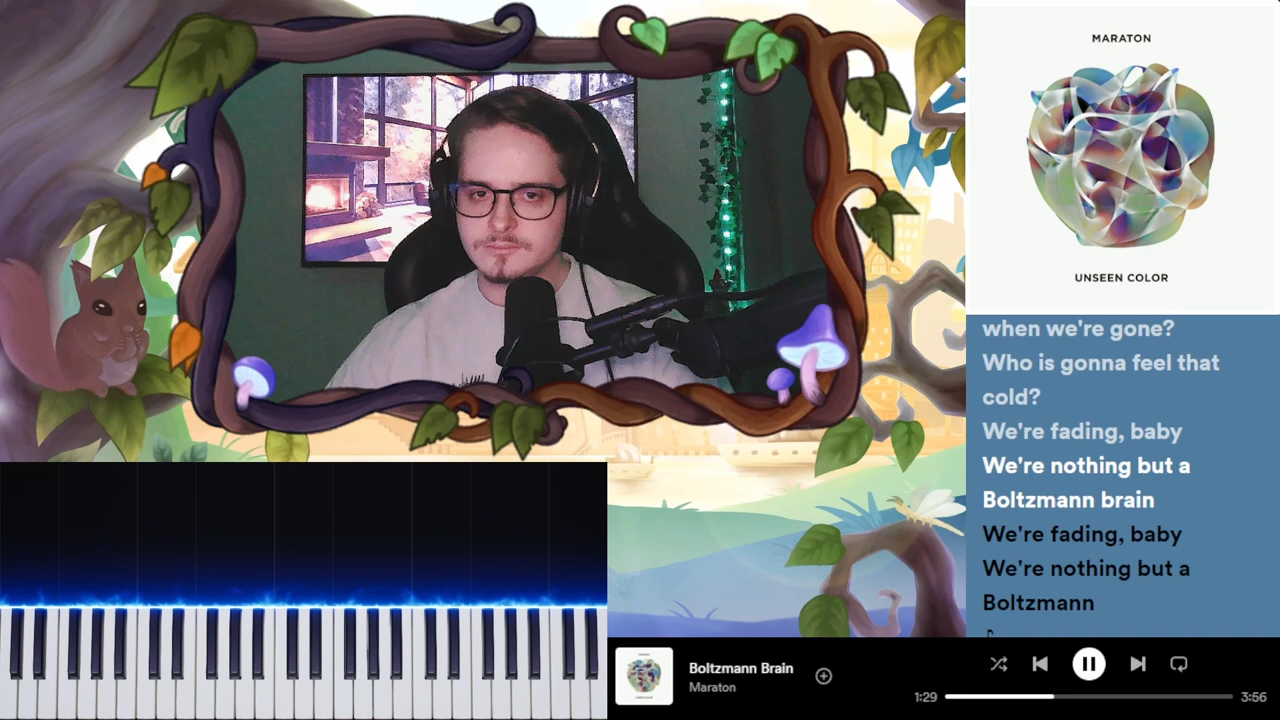 MARATON
UNSEEN COLOR
when we're gone?
Who is gonna feel that
cold?
We're fading, baby
We're nothing but a
Boltzmann brain
We're fading, baby
We're nothing but a
Boltzmann
♪
Boltzmann Brain
Maraton
1:29
3:56